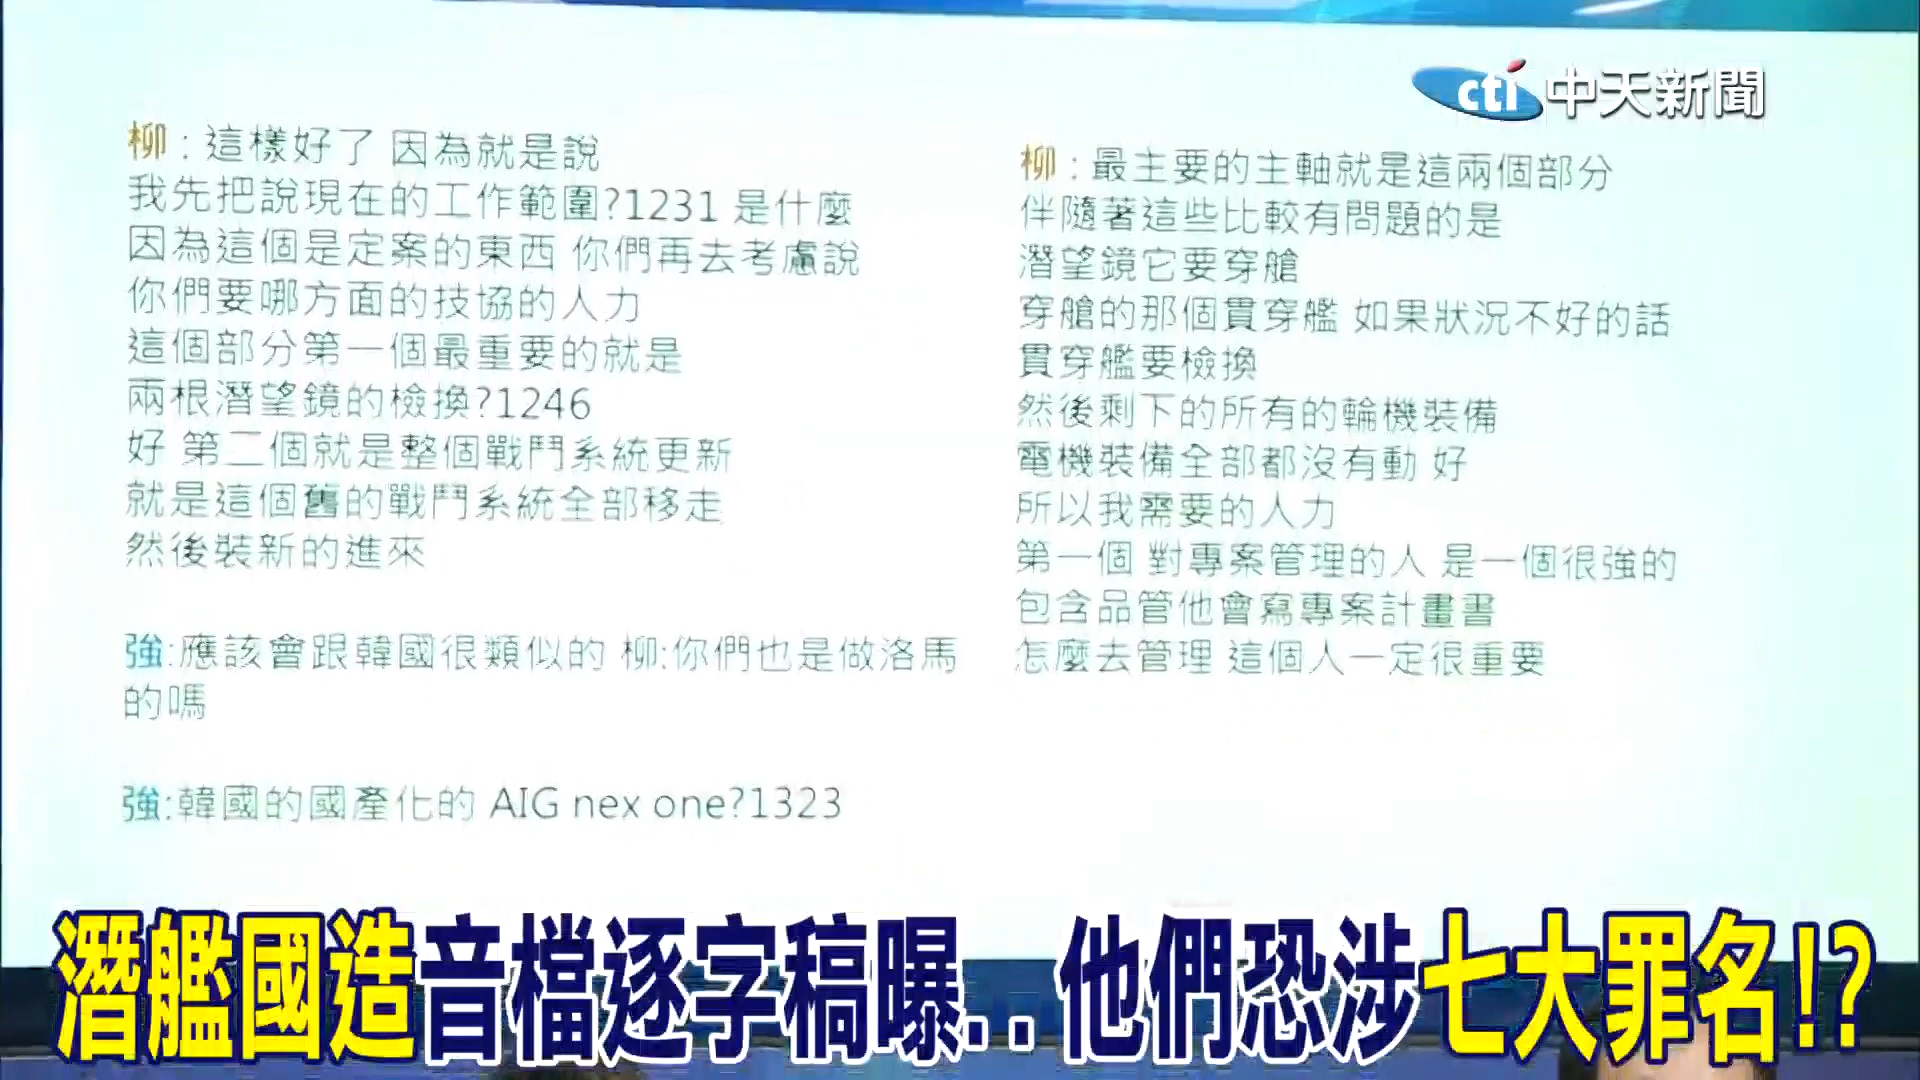 cti 中天新聞
柳：這樣好了 因為就是說
我先把說現在的工作範圍?1231 是什麼
因為這個是定案的東西 你們再去考慮說
你們要哪方面的技協的人力
這個部分第一個最重要的就是
兩根潛望鏡的檢換?1246
好 第二個就是整個戰鬥系統更新
就是這個舊的戰鬥系統全部移走
然後裝新的進來
強:應該會跟韓國很類似的 柳:你們也是做洛馬
的嗎
強:韓國的國產化的 AIG nex one?1323
柳：最主要的主軸就是這兩個部分
伴隨著這些比較有問題的是
潛望鏡它要穿艙
穿艙的那個貫穿艦 如果狀況不好的話
貫穿艦要檢換
然後剩下的所有的輪機裝備
電機裝備全部都沒有動 好
所以我需要的人力
第一個 對專案管理的人 是一個很強的
包含品管他會寫專案計畫書
怎麼去管理 這個人一定很重要
潛艦國造音檔逐字稿曝.. 他們恐涉七大罪名!?